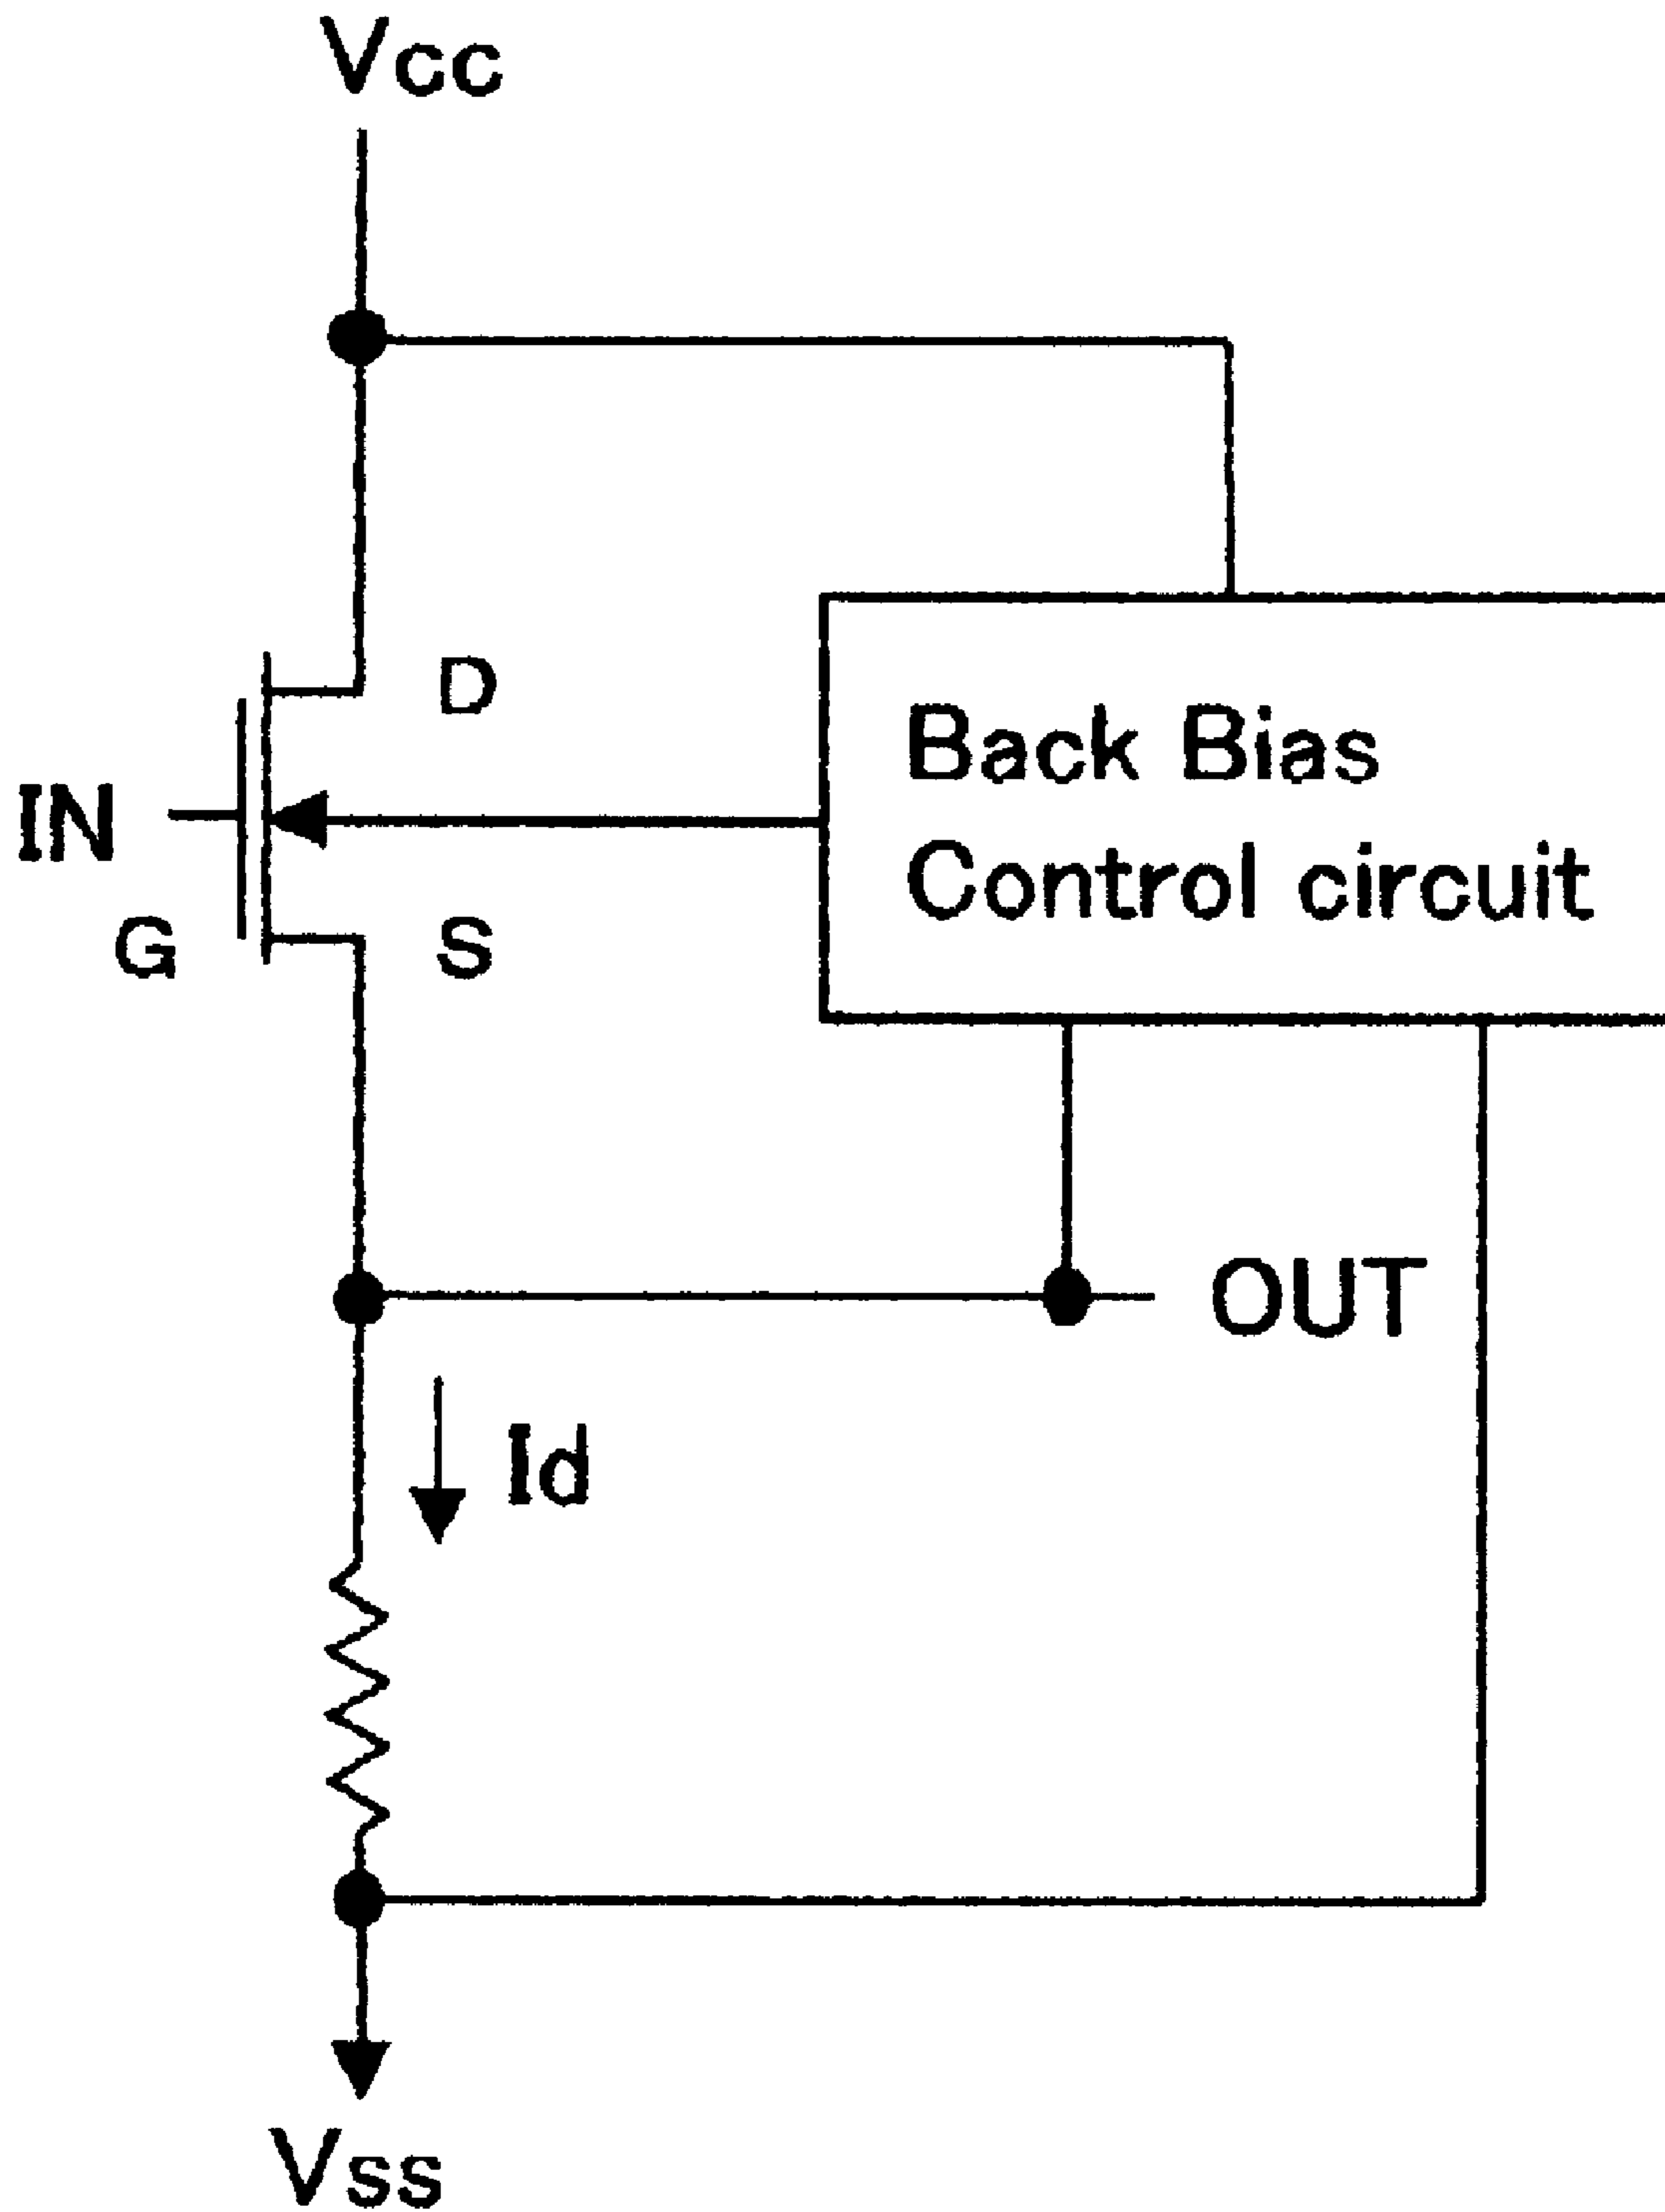 Vcc
D
Back Bias
Control circuit
IN
G
S
OUT
Id
Vss